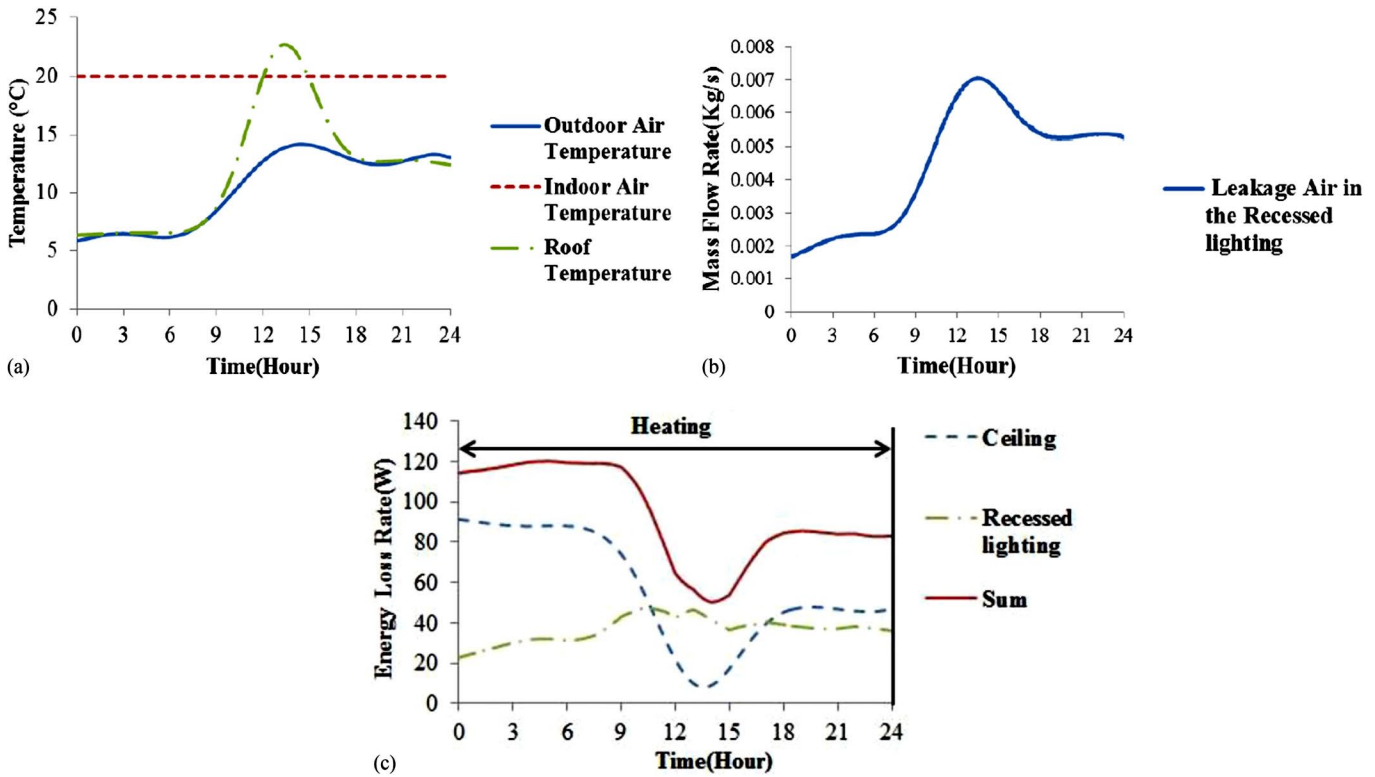 25
20
15
10
5
0
Temperature (°C)
0 3 6 9 12 15 18 21 24
Time(Hour)
(a)
Outdoor Air
Temperature
Indoor Air
Temperature
Roof
Temperature
0.008
0.007
0.006
0.005
0.004
0.003
0.002
0.001
0
Mass Flow Rate(Kg/s)
0 3 6 9 12 15 18 21 24
Time(Hour)
(b)
Leakage Air in
the Recessed
lighting
140
120
100
80
60
40
20
0
Energy Loss Rate(W)
Heating
0 3 6 9 12 15 18 21 24
Time(Hour)
(c)
Ceiling
Recessed
lighting
Sum